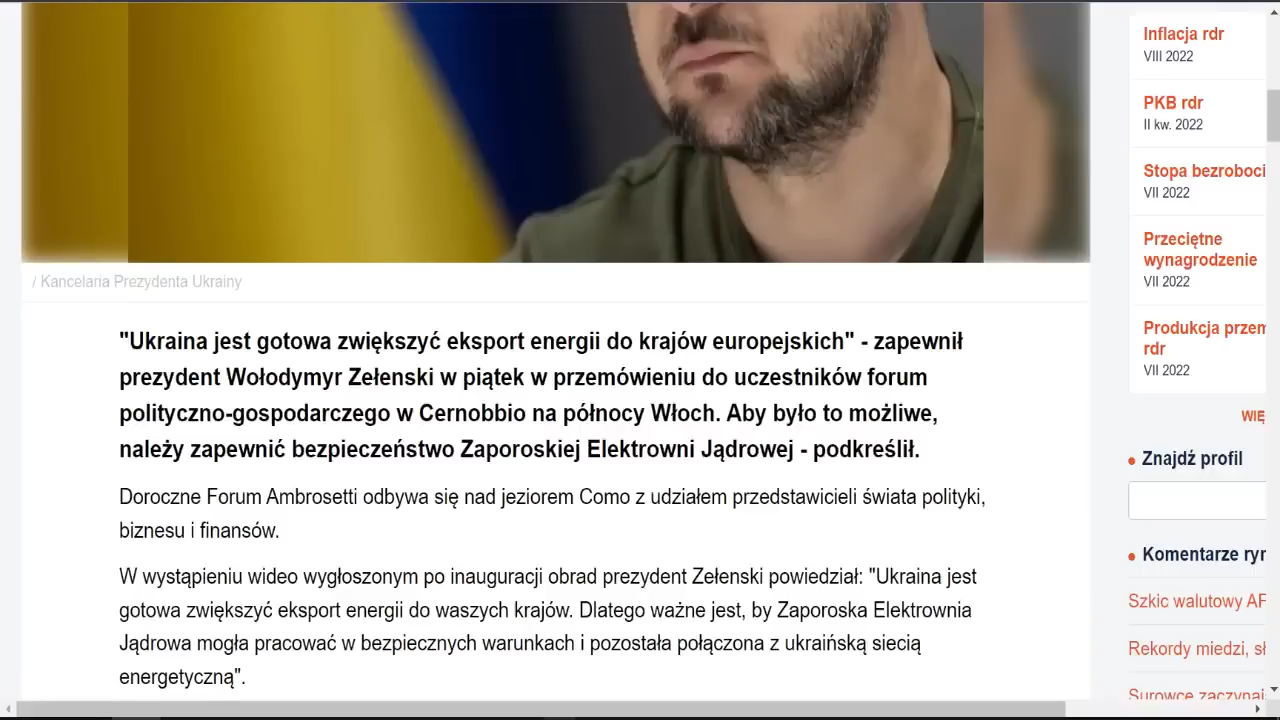 / Kancelaria Prezydenta Ukrainy
"Ukraina jest gotowa zwiększyć eksport energii do krajów europejskich" - zapewnił
prezydent Wołodymyr Zełenski w piątek w przemówieniu do uczestników forum
polityczno-gospodarczego w Cernobbio na północy Włoch. Aby było to możliwe,
należy zapewnić bezpieczeństwo Zaporoskiej Elektrowni Jądrowej - podkreślił.
Doroczne Forum Ambrosetti odbywa się nad jeziorem Como z udziałem przedstawicieli świata polityki,
biznesu i finansów.
W wystąpieniu wideo wygłoszonym po inauguracji obrad prezydent Zełenski powiedział: "Ukraina jest
gotowa zwiększyć eksport energii do waszych krajów. Dlatego ważne jest, by Zaporoska Elektrownia
Jądrowa mogła pracować w bezpiecznych warunkach i pozostała połączona z ukraińską siecią
energetyczną".
Inflacja rdr
VIII 2022
PKB rdr
II kw. 2022
Stopa bezroboci
VII 2022
Przeciętne
wynagrodzenie
VII 2022
Produkcja przem
rdr
VII 2022
WIĘ
Znajdź profil
Komentarze ryn
Szkic walutowy AF
Rekordy miedzi, sł
Surowce zaczynaj